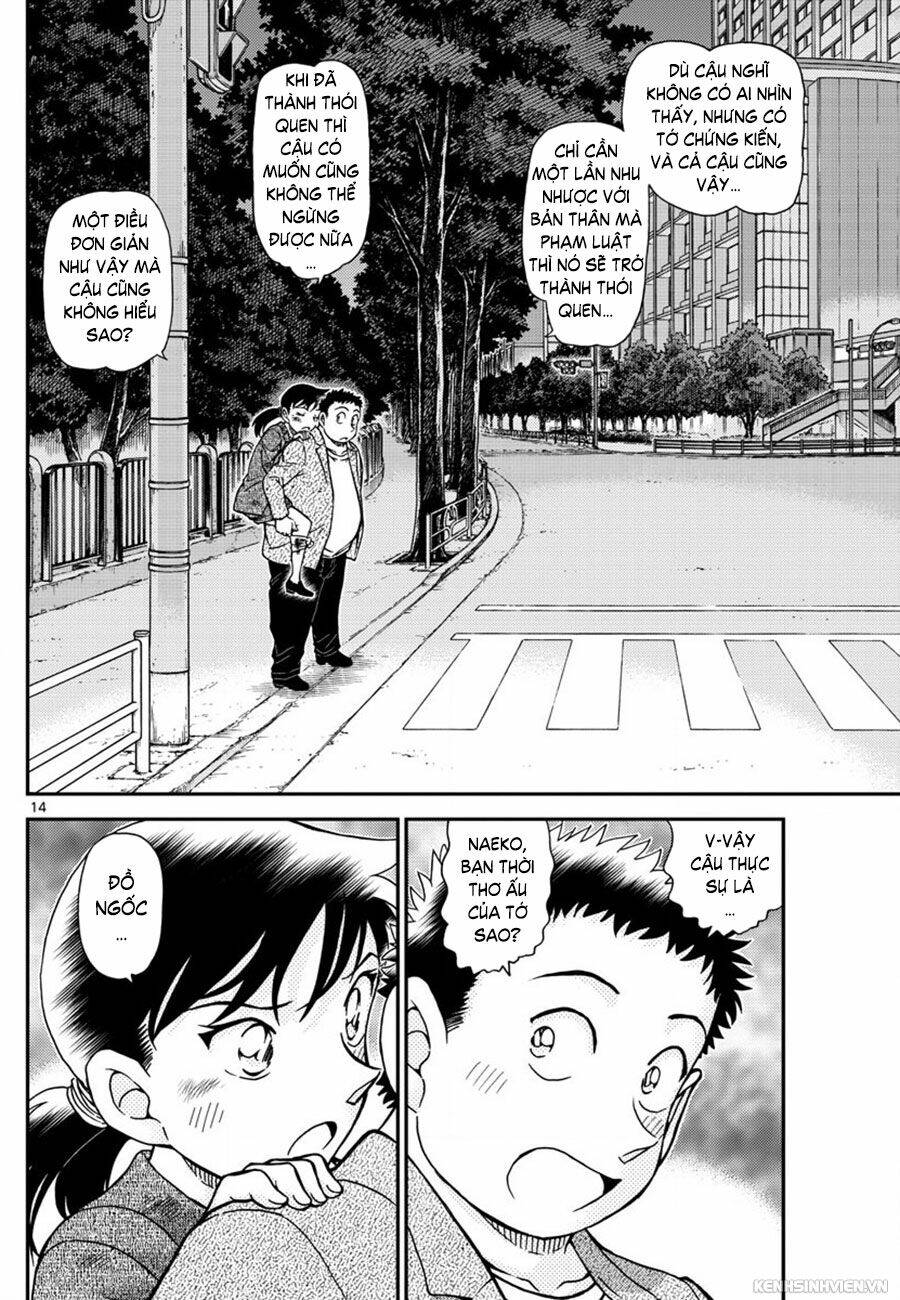 DÙ CẬU NGHĨ
KHÔNG CÓ AI NHÌN
THẤY, NHƯNG CÓ
TỚ CHỨNG KIẾN,
VÀ CẢ CẬU CŨNG
VẬY...
CHỈ CẦN
MỘT LẦN NHU
NHƯỢC VỚI
BẢN THÂN MÀ
PHẠM LUẬT
THÌ NÓ SẼ TRỞ
THÀNH THÓI
QUEN...
KHI ĐÃ
THÀNH THÓI
QUEN THÌ
CẬU CÓ
MUỐN CŨNG
KHÔNG THỂ
NGỪNG
ĐƯỢC NỮA
...
MỘT ĐIỀU
ĐƠN GIẢN
NHƯ VẬY MÀ
CẬU CŨNG
KHÔNG HIỂU
SAO?
14
V-VẬY
CẬU THỰC
SỰ LÀ
...
NAEKO,
BẠN THỜI
THƠ ẤU
CỦA TỚ
SAO?
ĐỒ
NGỐC
...
KENHSINHVIEN.VN